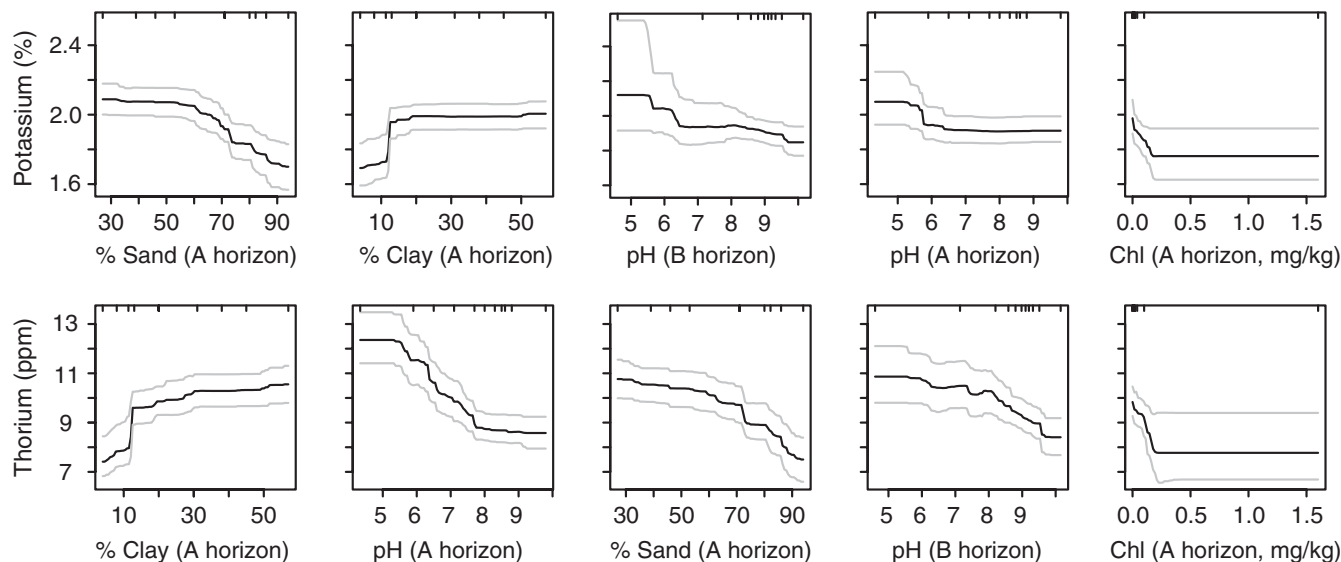 Potassium (%)
2.4
2.0
1.6
30 50 70 90
% Sand (A horizon)
10 30 50
% Clay (A horizon)
5 6 7 8 9
pH (B horizon)
5 6 7 8 9
pH (A horizon)
0.0 0.5 1.0 1.5
Chl (A horizon, mg/kg)
Thorium (ppm)
13
11
9
7
10 30 50
% Clay (A horizon)
5 6 7 8 9
pH (A horizon)
30 50 70 90
% Sand (A horizon)
5 6 7 8 9
pH (B horizon)
0.0 0.5 1.0 1.5
Chl (A horizon, mg/kg)